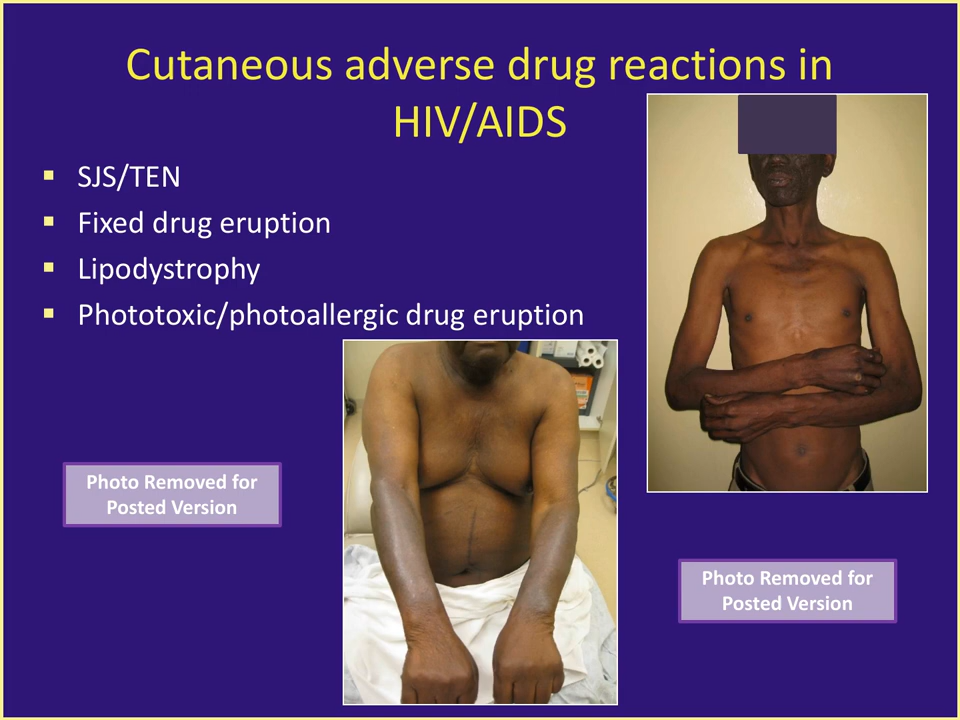 Cutaneous adverse drug reactions in
HIV/AIDS
▪ SJS/TEN
▪ Fixed drug eruption
▪ Lipodystrophy
▪ Phototoxic/photoallergic drug eruption
Photo Removed for
Posted Version
Photo Removed for
Posted Version